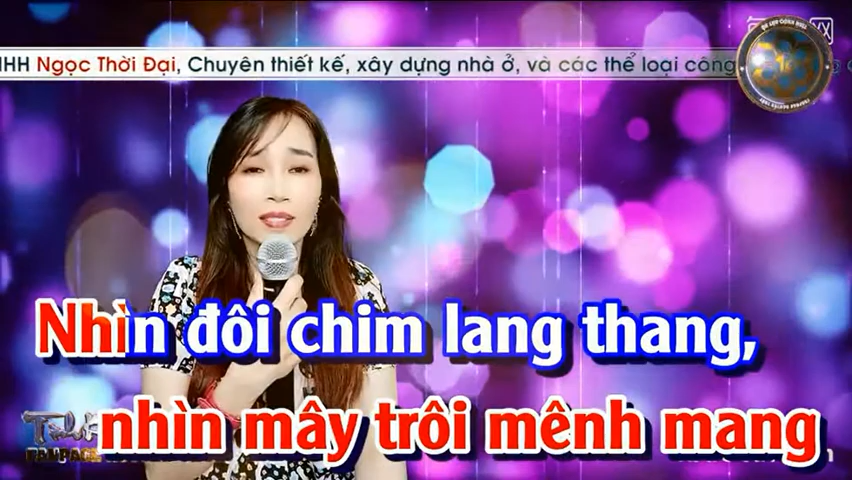 HH Ngọc Thời Đại, Chuyên thiết kế, xây dựng nhà ở, và các thể loại công
Nhìn đôi chim lang thang,
nhìn mây trôi mênh mang